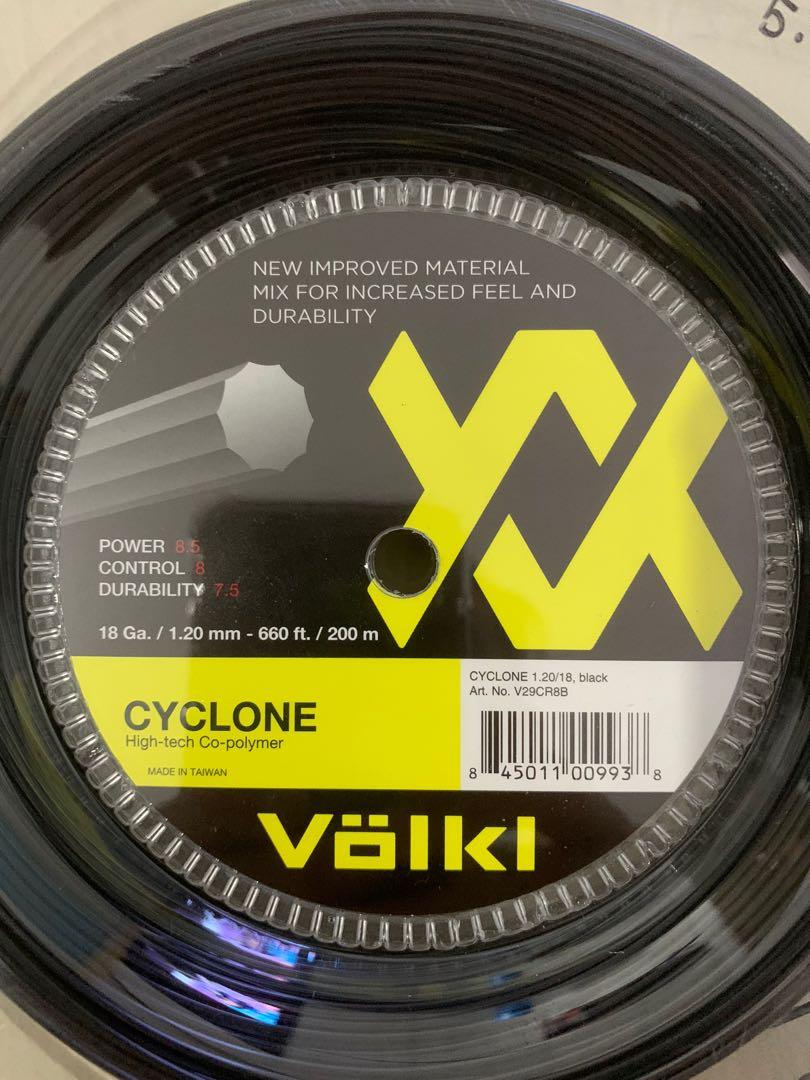 5.
NEW IMPROVED MATERIAL
MIX FOR INCREASED FEEL AND
DURABILITY
POWER 8.5
CONTROL 8
DURABILITY 7.5
18 Ga. / 1.20 mm - 660 ft. / 200 m
CYCLONE
High-tech Co-polymer
MADE IN TAIWAN
CYCLONE 1.20/18, black
Art. No. V29CR8B
8 45011 00993 8
Völkl